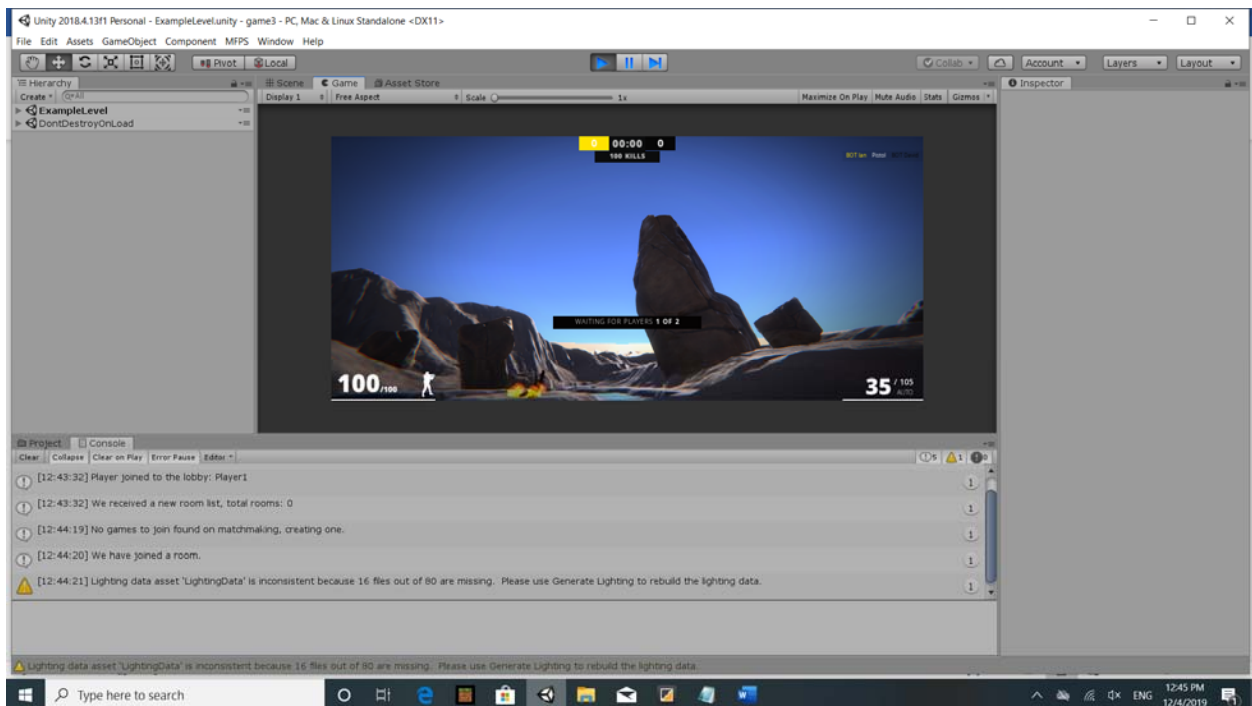 Unity 2018.4.13f1 Personal - ExampleLevel.unity - game3 - PC, Mac & Linux Standalone <DX11>
File Edit Assets GameObject Component MFPS Window Help
Pivot Local Collab Account Layers Layout
Hierarchy Scene Game Asset Store Inspector
Create All Display 1 Free Aspect Scale 1x Maximize On Play Mute Audio Stats Gizmos
ExampleLevel
DontDestroyOnLoad
0 00:00 0
100 KILLS
BOT Ian Pistol BOT
WAITING FOR PLAYERS 1 OF 2
100/100 35 / 105
AUTO
Project Console
Clear Collapse Clear on Play Error Pause Editor 5 1 0
[12:43:32] Player joined to the lobby: Player1 1
[12:43:32] We received a new room list, total rooms: 0 1
[12:44:19] No games to join found on matchmaking, creating one. 1
[12:44:20] We have joined a room. 1
[12:44:21] Lighting data asset 'LightingData' is inconsistent because 16 files out of 80 are missing. Please use Generate Lighting to rebuild the lighting data. 1
Lighting data asset 'LightingData' is inconsistent because 16 files out of 80 are missing. Please use Generate Lighting to rebuild the lighting data.
Type here to search ENG 12:45 PM
12/4/2019